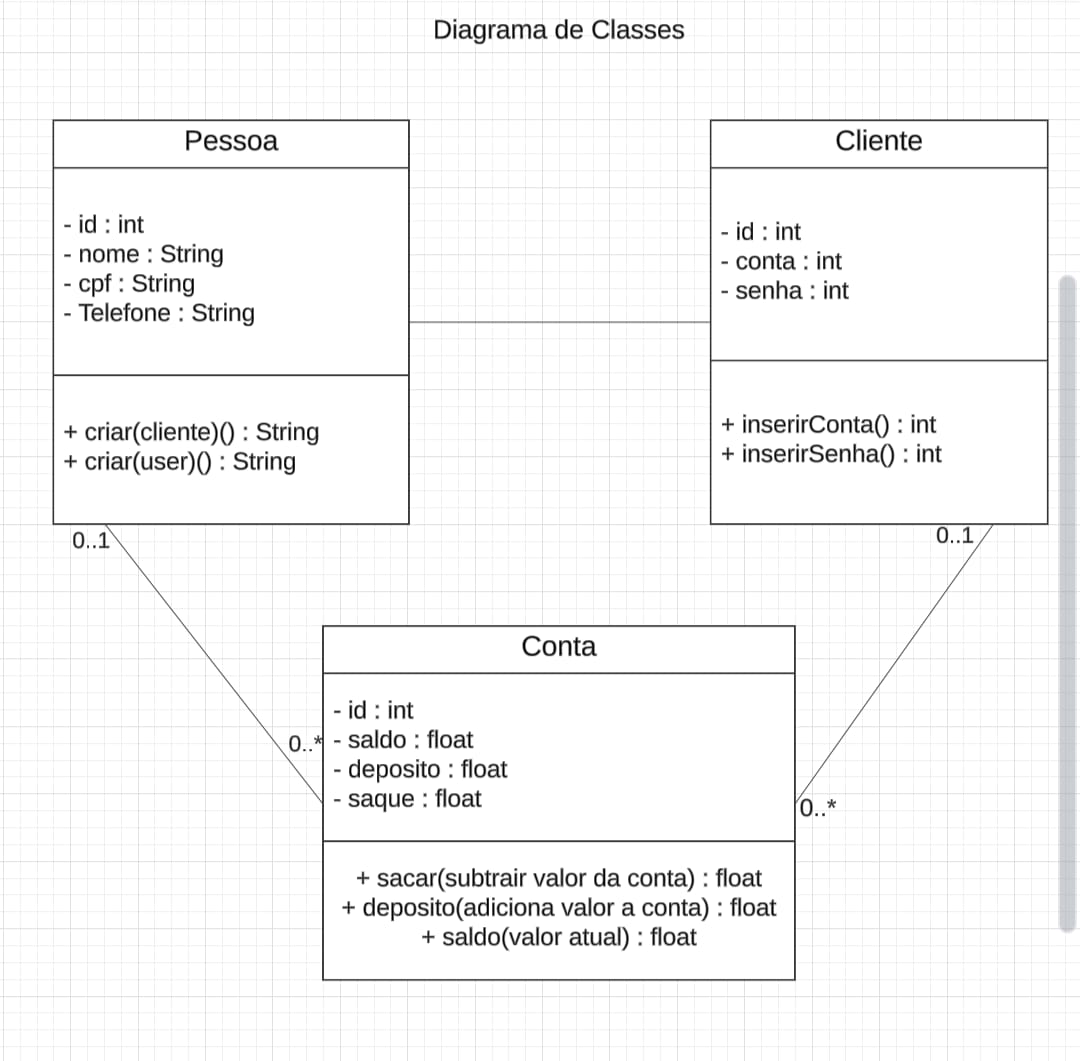 Diagrama de Classes
Pessoa
- id : int
- nome : String
- cpf : String
- Telefone : String
+ criar(cliente)() : String
+ criar(user)() : String
0..1
Cliente
- id : int
- conta : int
- senha : int
+ inserirConta() : int
+ inserirSenha() : int
0..1
Conta
- id : int
- saldo : float
- deposito : float
- saque : float
+ sacar(subtrair valor da conta) : float
+ deposito(adiciona valor a conta) : float
+ saldo(valor atual) : float
0..*
0..*